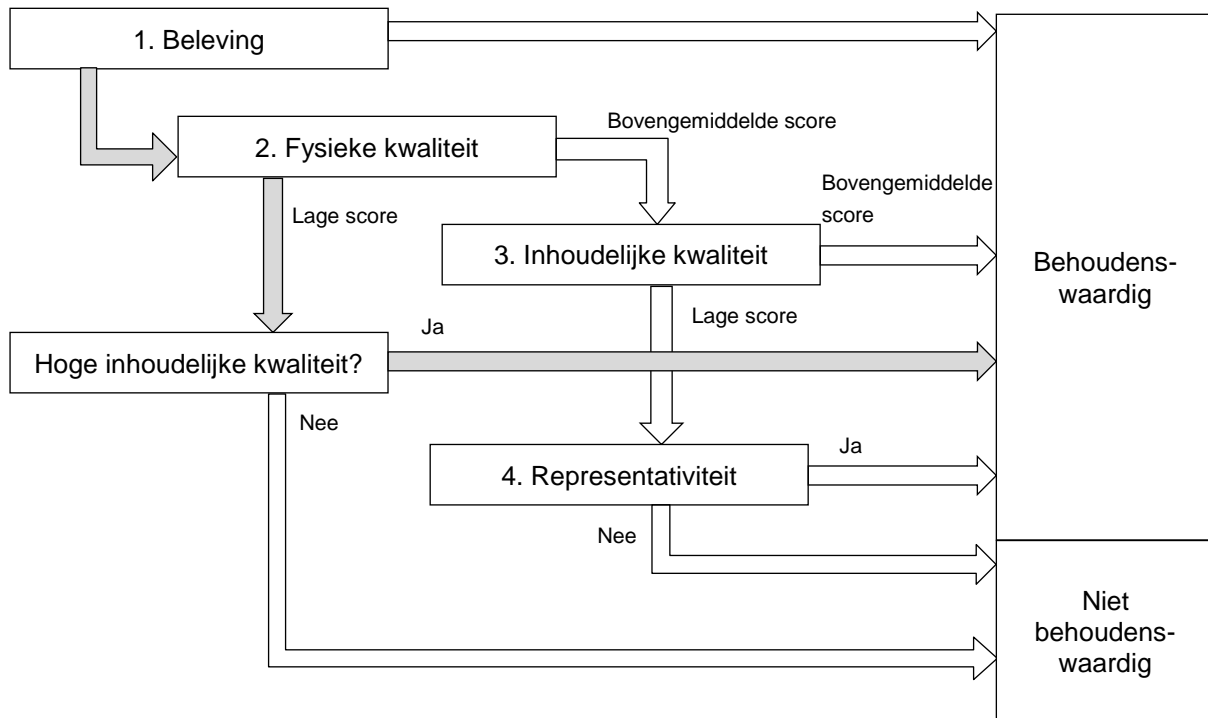 1. Beleving
2. Fysieke kwaliteit
Bovengemiddelde score
Bovengemiddelde
score
Lage score
3. Inhoudelijke kwaliteit
Behoudens-
waardig
Lage score
Ja
Hoge inhoudelijke kwaliteit?
Nee
Ja
4. Representativiteit
Nee
Niet
behoudens-
waardig